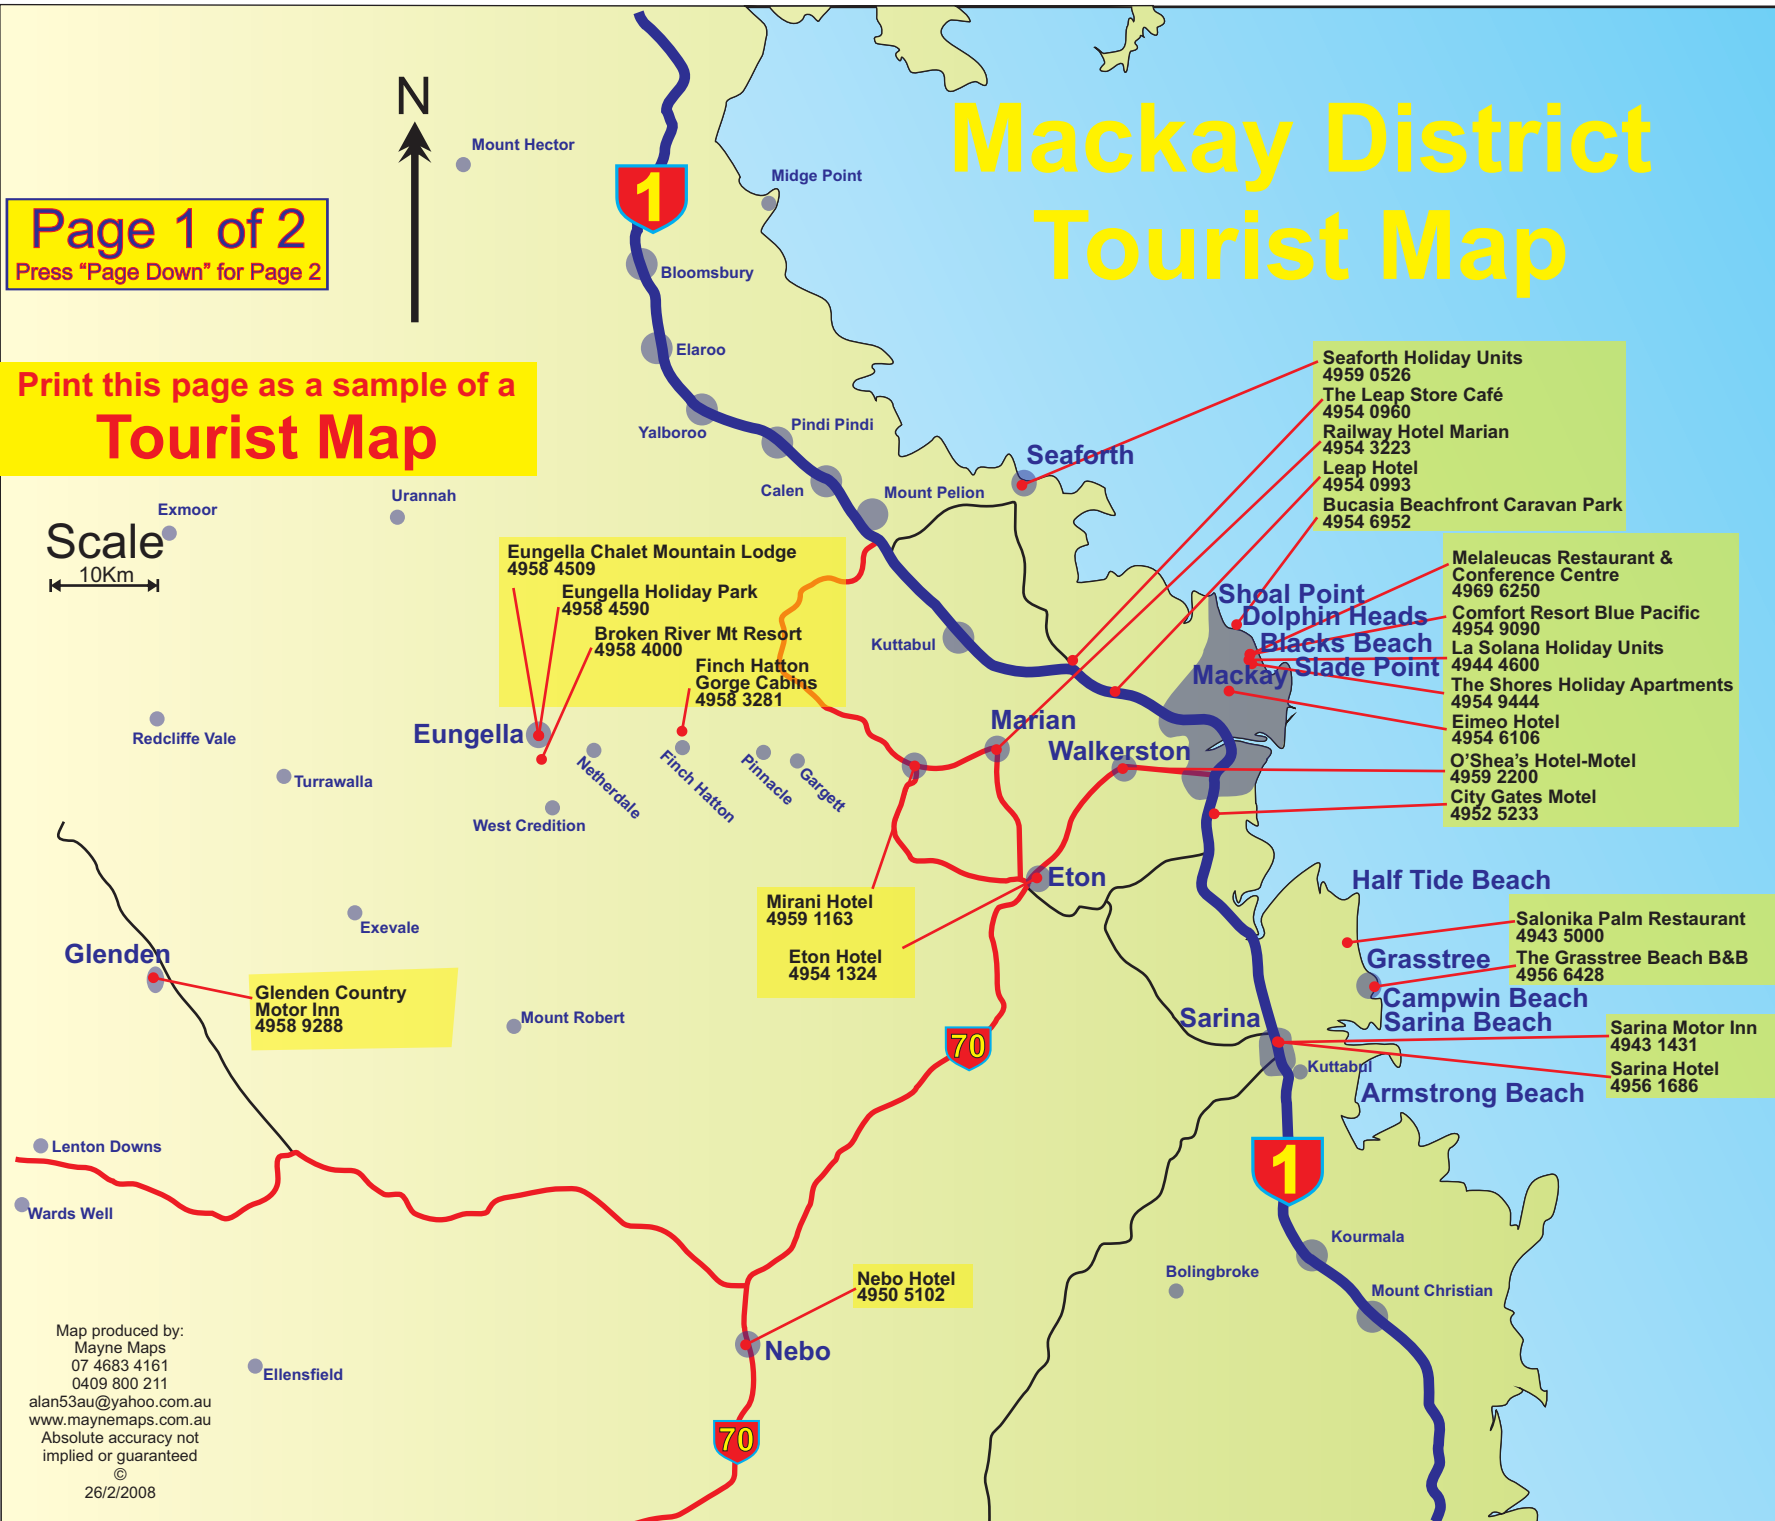 Mackay District
Tourist Map
N
Page 1 of 2
Press “Page Down” for Page 2
Print this page as a sample of a
Tourist Map
Scale
10Km
1
Mount Hector
Midge Point
Bloomsbury
Elaroo
Yalboroo
Pindi Pindi
Calen
Mount Pelion
Seaforth
Exmoor
Urannah
Kuttabul
Seaforth Holiday Units
4959 0526
The Leap Store Café
4954 0960
Railway Hotel Marian
4954 3223
Leap Hotel
4954 0993
Bucasia Beachfront Caravan Park
4954 6952
Eungella Chalet Mountain Lodge
4958 4509
Eungella Holiday Park
4958 4590
Broken River Mt Resort
4958 4000
Finch Hatton
Gorge Cabins
4958 3281
Melaleucas Restaurant &
Conference Centre
4969 6250
Comfort Resort Blue Pacific
4954 9090
La Solana Holiday Units
4944 4600
The Shores Holiday Apartments
4954 9444
Eimeo Hotel
4954 6106
O’Shea’s Hotel-Motel
4959 2200
City Gates Motel
4952 5233
Shoal Point
Dolphin Heads
Blacks Beach
Mackay
Slade Point
Marian
Walkerston
Eungella
Redcliffe Vale
Turrawalla
Netherdale
Finch Hatton
Pinnacle
Gargett
West Credition
Eton
Mirani Hotel
4959 1163
Eton Hotel
4954 1324
Half Tide Beach
Salonika Palm Restaurant
4943 5000
Grasstree
The Grasstree Beach B&B
4956 6428
Campwin Beach
Sarina Beach
Exevale
Glenden
Glenden Country
Motor Inn
4958 9288
Mount Robert
70
Sarina
Sarina Motor Inn
4943 1431
Sarina Hotel
4956 1686
Kuttabul
Armstrong Beach
Lenton Downs
Wards Well
1
Kourmala
Bolingbroke
Mount Christian
Nebo Hotel
4950 5102
Nebo
Ellensfield
70
Map produced by:
Mayne Maps
07 4683 4161
0409 800 211
alan53au@yahoo.com.au
www.maynemaps.com.au
Absolute accuracy not
implied or guaranteed
©
26/2/2008